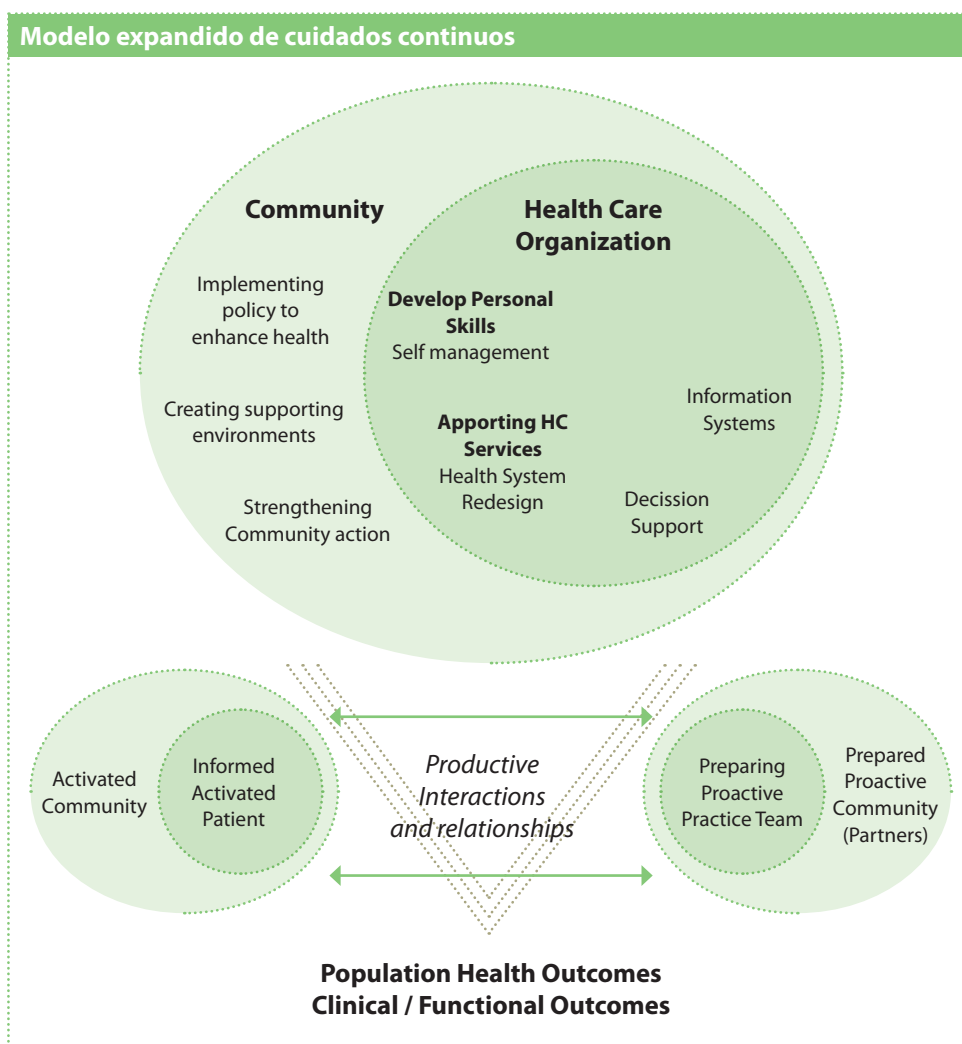 Modelo expandido de cuidados continuos
Community
Implementing
policy to
enhance health
Creating supporting
environments
Strengthening
Community action
Health Care
Organization
Develop Personal
Skills
Self management
Apporting HC
Services
Health System
Redesign
Information
Systems
Decission
Support
Activated
Community
Informed
Activated
Patient
Productive
Interactions
and relationships
Preparing
Proactive
Practice Team
Prepared
Proactive
Community
(Partners)
Population Health Outcomes
Clinical / Functional Outcomes